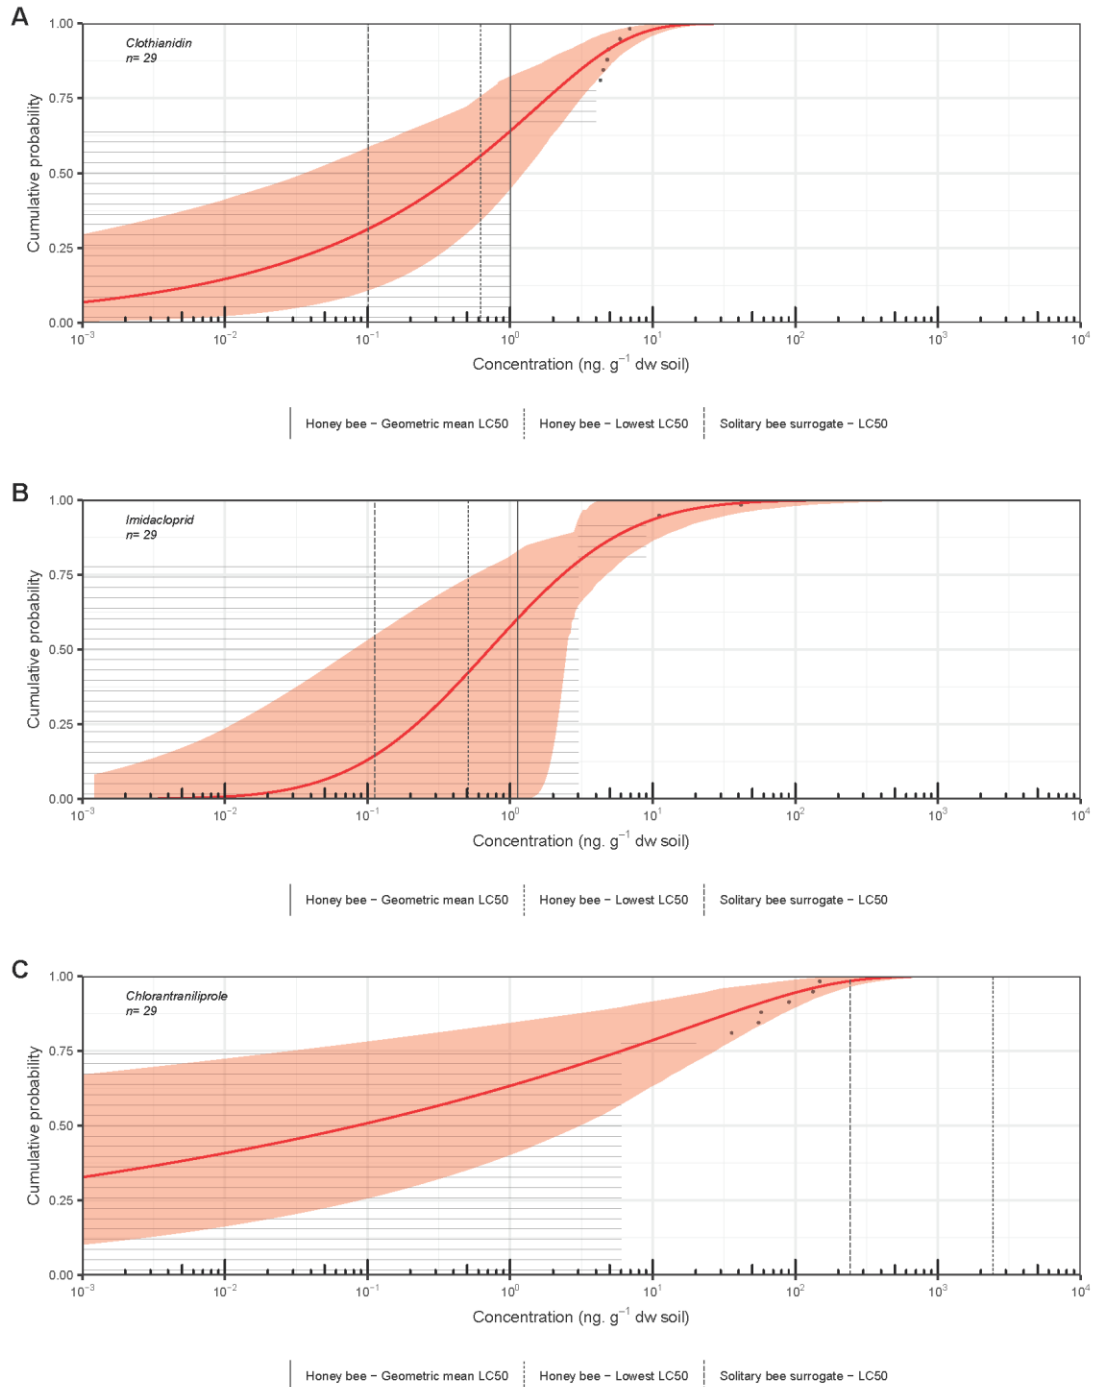 A
Clothianidin
n= 29
1.00
0.75
0.50
0.25
0.00
Cumulative probability
10⁻³ 10⁻² 10⁻¹ 10⁰ 10¹ 10² 10³ 10⁴
Concentration (ng. g⁻¹ dw soil)
Honey bee − Geometric mean LC50 Honey bee − Lowest LC50 Solitary bee surrogate − LC50
B
Imidacloprid
n= 29
1.00
0.75
0.50
0.25
0.00
Cumulative probability
10⁻³ 10⁻² 10⁻¹ 10⁰ 10¹ 10² 10³ 10⁴
Concentration (ng. g⁻¹ dw soil)
Honey bee − Geometric mean LC50 Honey bee − Lowest LC50 Solitary bee surrogate − LC50
C
Chlorantraniliprole
n= 29
1.00
0.75
0.50
0.25
0.00
Cumulative probability
10⁻³ 10⁻² 10⁻¹ 10⁰ 10¹ 10² 10³ 10⁴
Concentration (ng. g⁻¹ dw soil)
Honey bee − Geometric mean LC50 Honey bee − Lowest LC50 Solitary bee surrogate − LC50